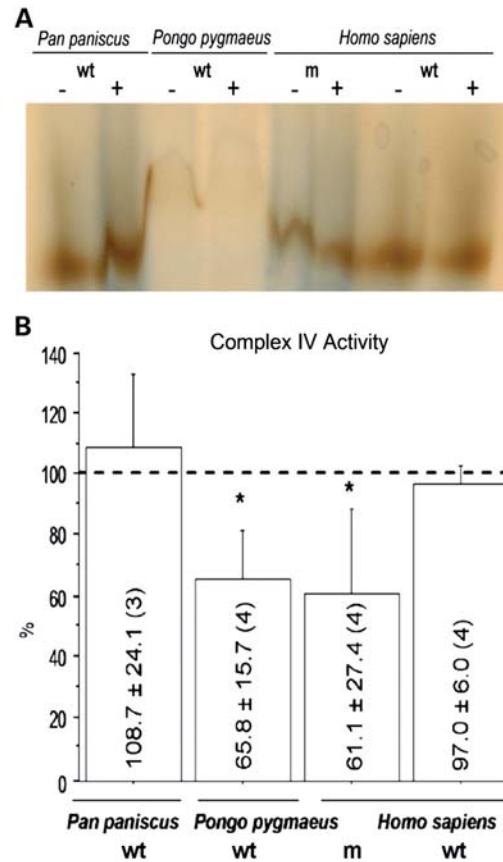 A
Pan paniscus Pongo pygmaeus Homo sapiens
wt wt m wt
- + - + - + - +
B
Complex IV Activity
140
120
100
80
60
40
20
0
%
* *
108.7 ± 24.1 (3)
65.8 ± 15.7 (4)
61.1 ± 27.4 (4)
97.0 ± 6.0 (4)
Pan paniscus Pongo pygmaeus Homo sapiens
wt wt m wt